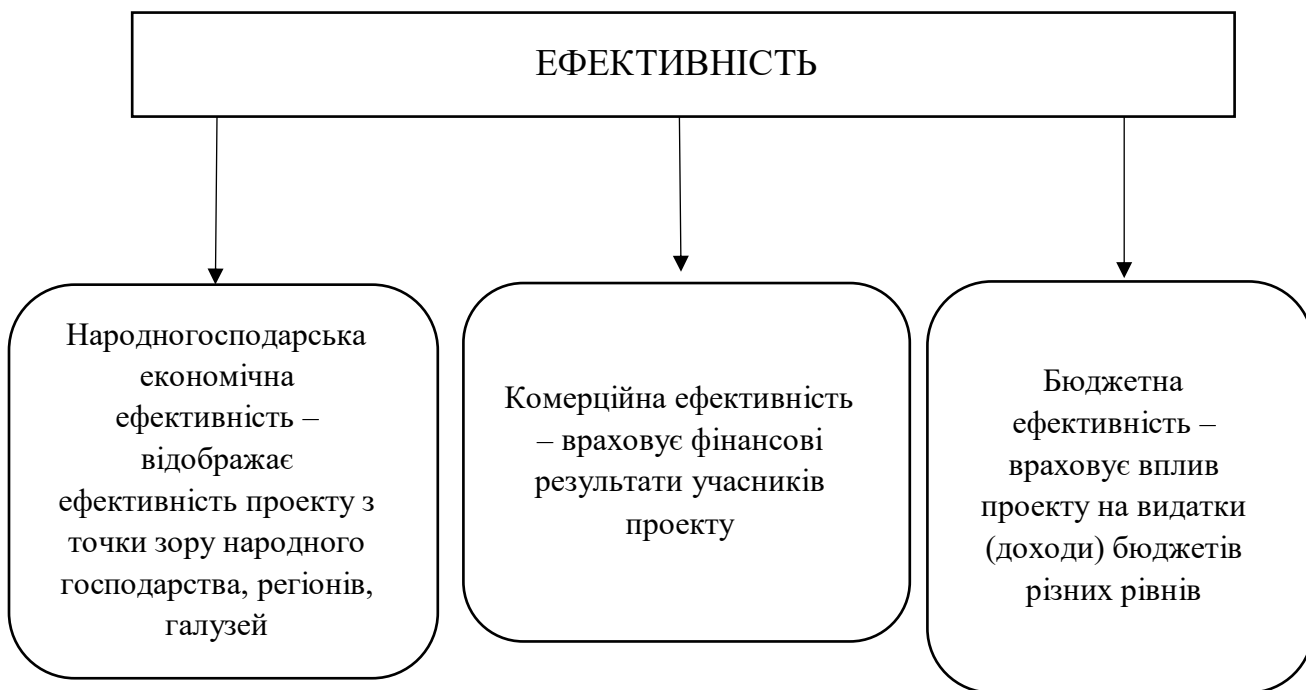 ЕФЕКТИВНІСТЬ
Народногосподарська
економічна
ефективність –
відображає
ефективність проекту з
точки зору народного
господарства, регіонів,
галузей
Комерційна ефективність
– враховує фінансові
результати учасників
проекту
Бюджетна
ефективність –
враховує вплив
проекту на видатки
(доходи) бюджетів
різних рівнів